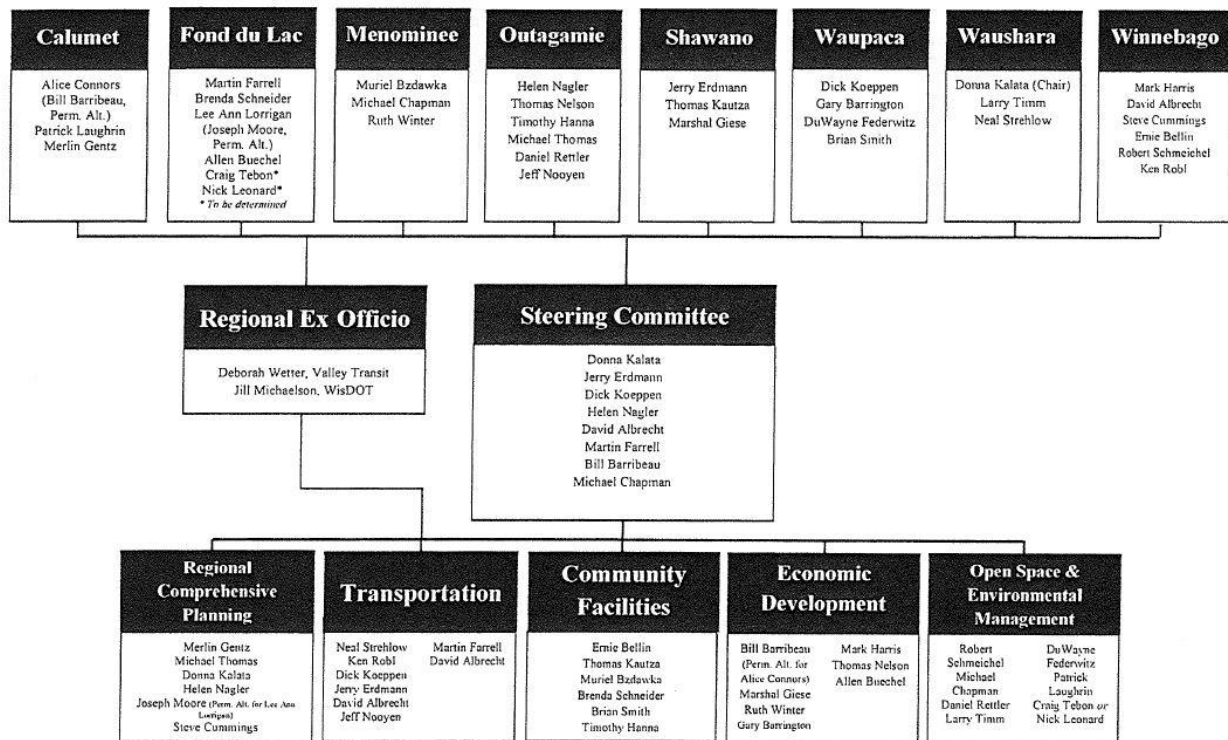 Calumet
Alice Connors
(Bill Barribeau,
Perm. Alt.)
Patrick Laughrin
Merlin Gentz
Fond du Lac
Martin Farrell
Brenda Schneider
Lee Ann Lorrigan
(Joseph Moore,
Perm. Alt.)
Allen Buechel
Craig Tebon*
Nick Leonard*
* To be determined
Menominee
Muriel Bzdawka
Michael Chapman
Ruth Winter
Outagamie
Helen Nagler
Thomas Nelson
Timothy Hanna
Michael Thomas
Daniel Rettler
Jeff Nooyen
Shawano
Jerry Erdmann
Thomas Kautza
Marshal Giese
Waupaca
Dick Koeppen
Gary Barrington
DuWayne Federwitz
Brian Smith
Waushara
Donna Kalata (Chair)
Larry Timm
Neal Strehlow
Winnebago
Mark Harris
David Albrecht
Steve Cummings
Ernie Bellin
Robert Schmeichel
Ken Robl
Regional Ex Officio
Deborah Wetter, Valley Transit
Jill Michaelson, WisDOT
Steering Committee
Donna Kalata
Jerry Erdmann
Dick Koeppen
Helen Nagler
David Albrecht
Martin Farrell
Bill Barribeau
Michael Chapman
Regional
Comprehensive
Planning
Merlin Gentz
Michael Thomas
Donna Kalata
Helen Nagler
Joseph Moore (Perm. Alt. for Lee Ann
Lorrigan)
Steve Cummings
Transportation
Neal Strehlow
Ken Robl
Dick Koeppen
Jerry Erdmann
David Albrecht
Jeff Nooyen
Martin Farrell
David Albrecht
Community
Facilities
Ernie Bellin
Thomas Kautza
Muriel Bzdawka
Brenda Schneider
Brian Smith
Timothy Hanna
Economic
Development
Bill Barribeau
(Perm. Alt. for
Alice Connors)
Marshal Giese
Ruth Winter
Gary Barrington
Mark Harris
Thomas Nelson
Allen Buechel
Open Space &
Environmental
Management
Robert
Schmeichel
Michael
Chapman
Daniel Rettler
Larry Timm
DuWayne
Federwitz
Patrick
Laughrin
Craig Tebon or
Nick Leonard